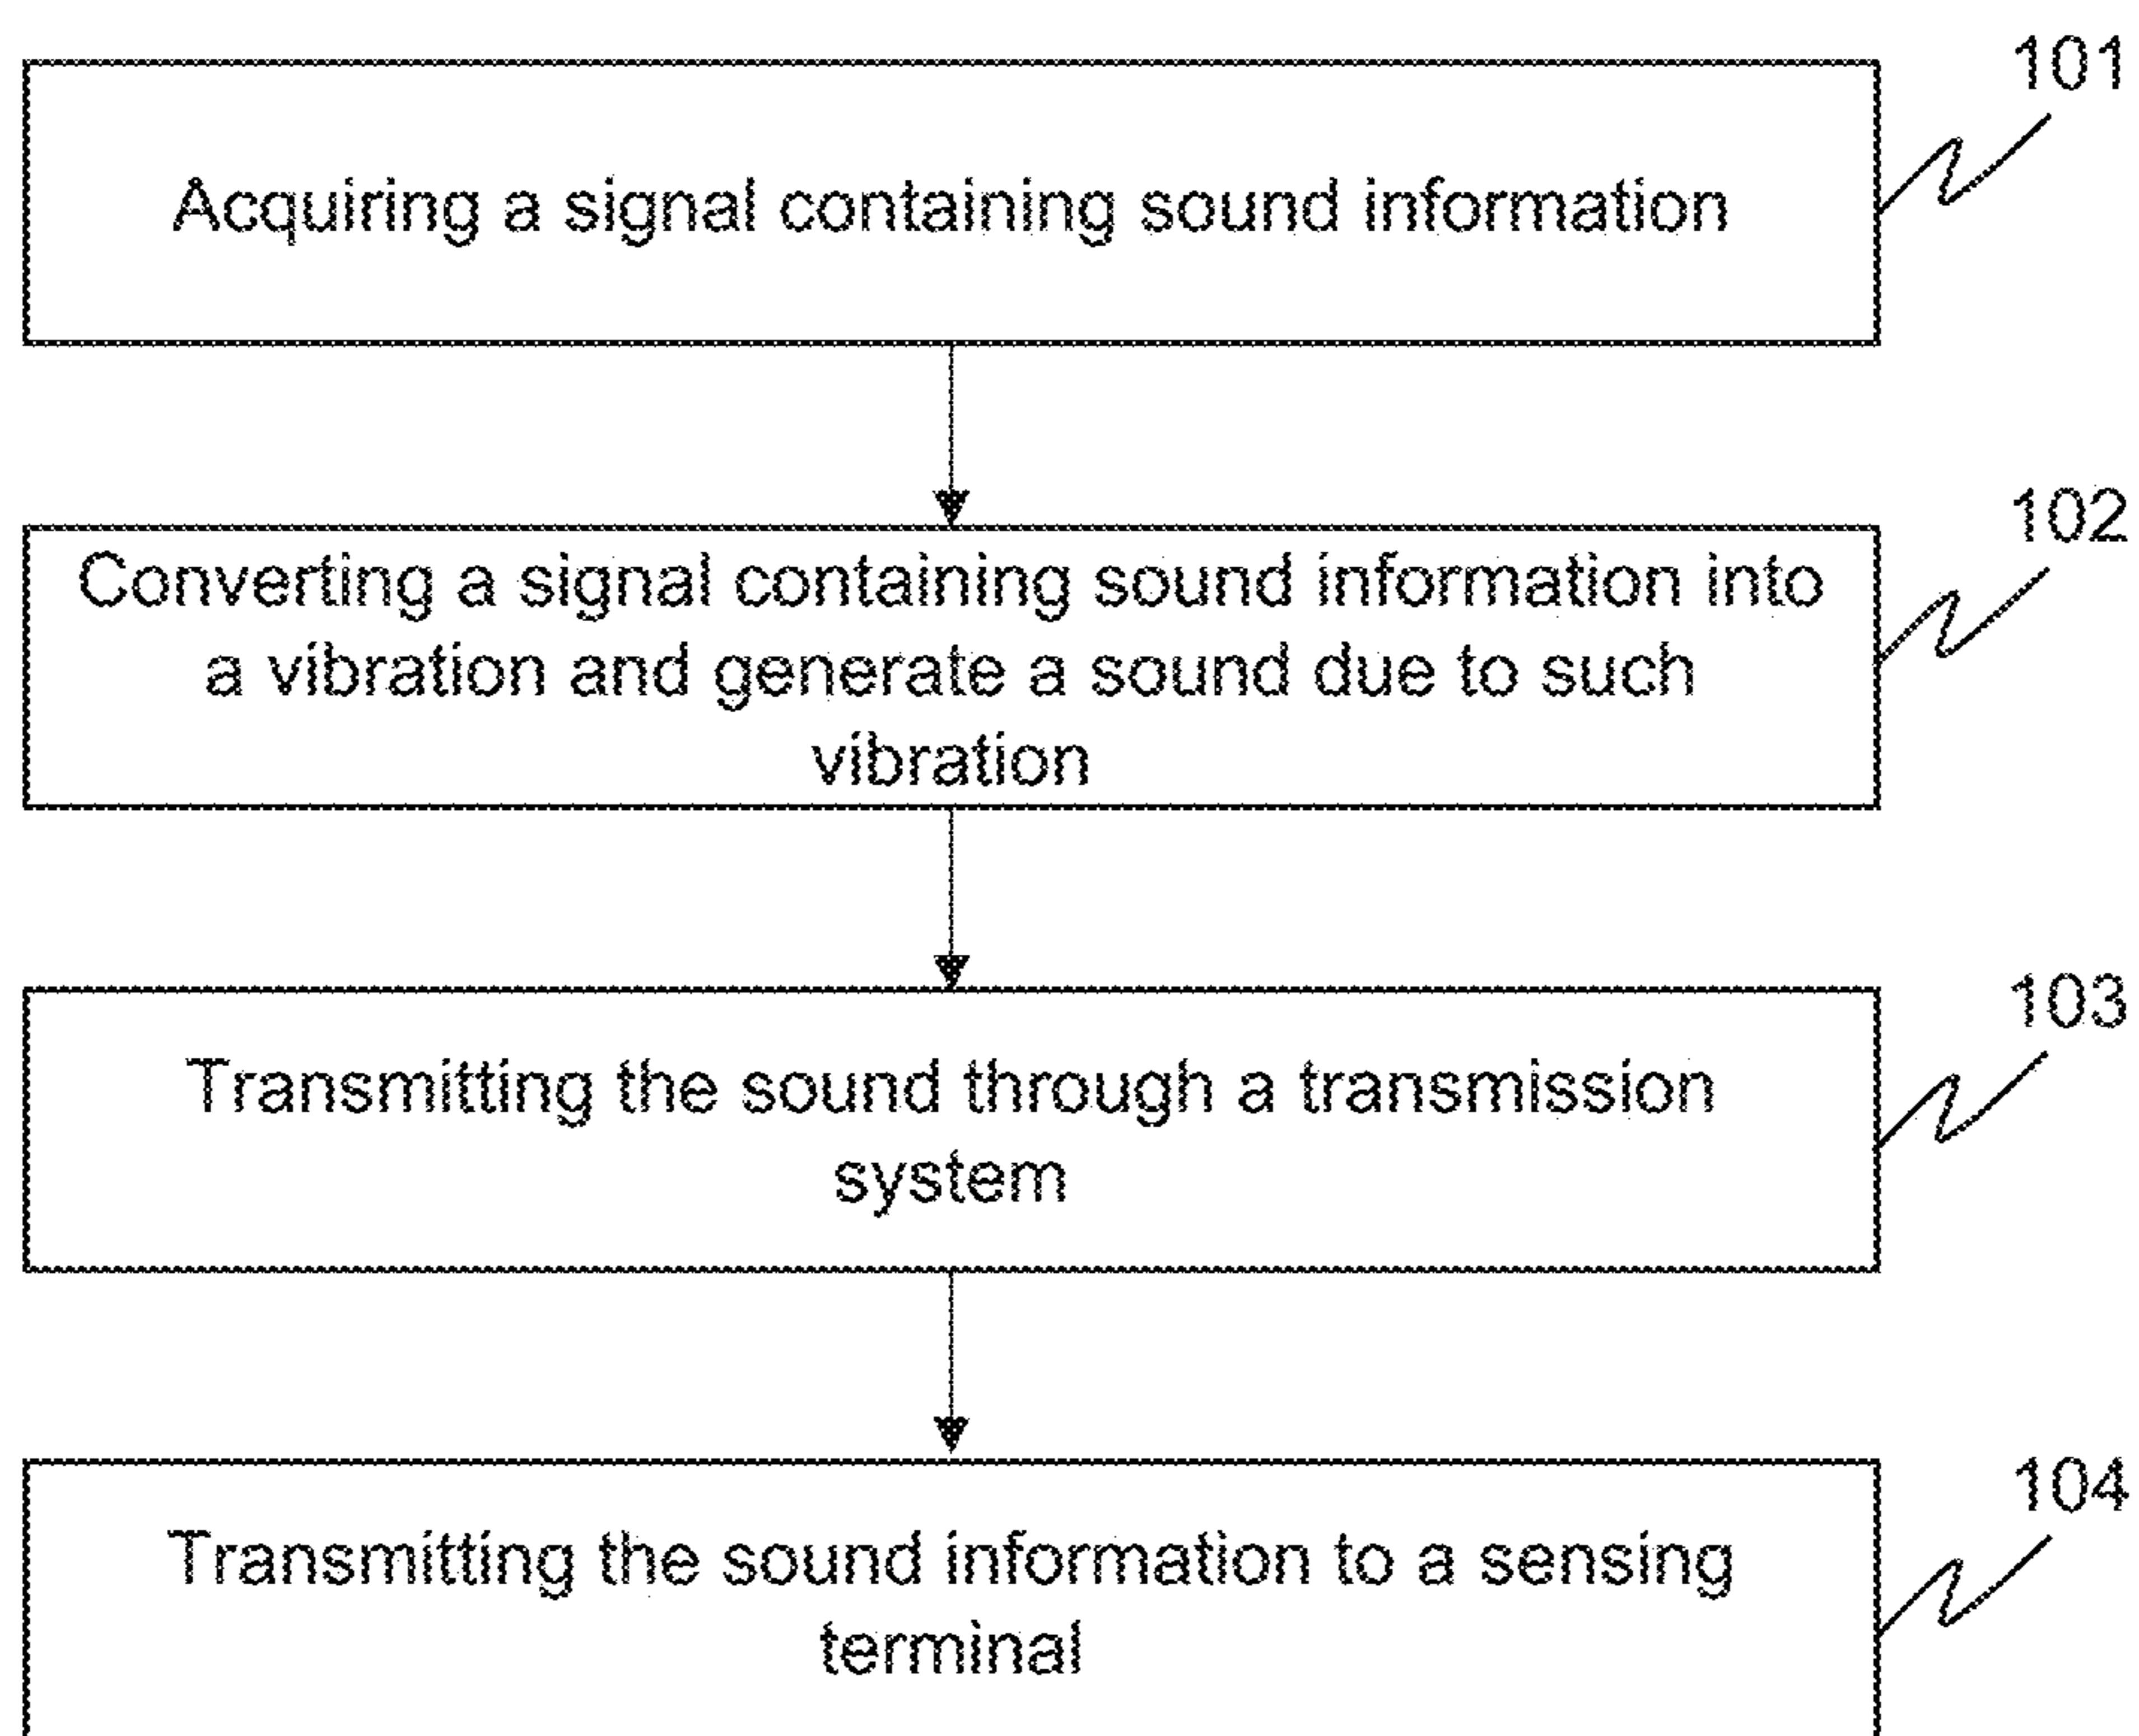 101
Acquiring a signal containing sound information
102
Converting a signal containing sound information into
a vibration and generate a sound due to such
vibration
103
Transmitting the sound through a transmission
system
104
Transmitting the sound information to a sensing
terminal